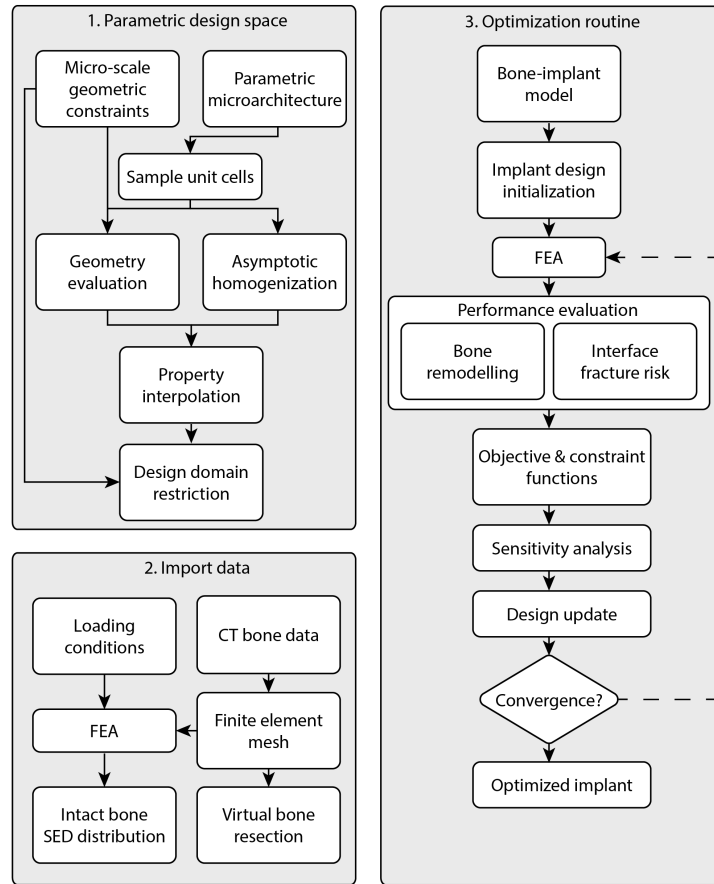 1. Parametric design space
Micro-scale
geometric
constraints
Parametric
microarchitecture
Sample unit cells
Geometry
evaluation
Asymptotic
homogenization
Property
interpolation
Design domain
restriction
2. Import data
Loading
conditions
CT bone data
FEA
Finite element
mesh
Intact bone
SED distribution
Virtual bone
resection
3. Optimization routine
Bone-implant
model
Implant design
initialization
FEA
Performance evaluation
Bone
remodelling
Interface
fracture risk
Objective & constraint
functions
Sensitivity analysis
Design update
Convergence?
Optimized implant